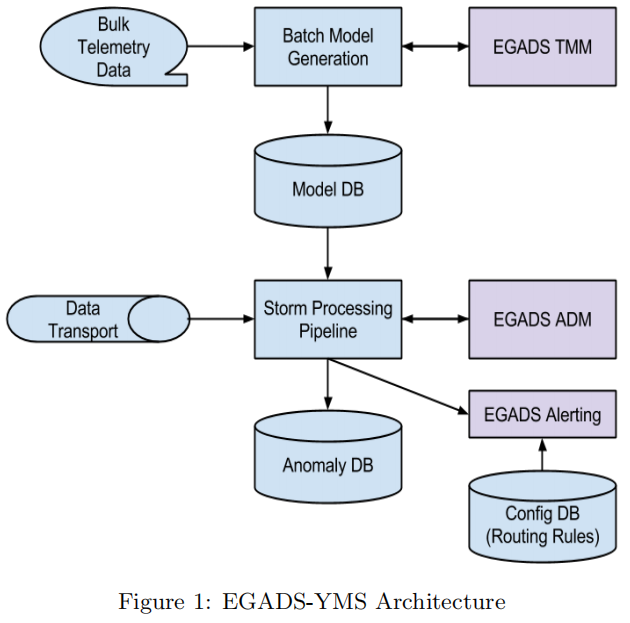 Bulk
Telemetry
Data
Batch Model
Generation
EGADS TMM
Model DB
Data
Transport
Storm Processing
Pipeline
EGADS ADM
EGADS Alerting
Anomaly DB
Config DB
(Routing Rules)
Figure 1: EGADS-YMS Architecture